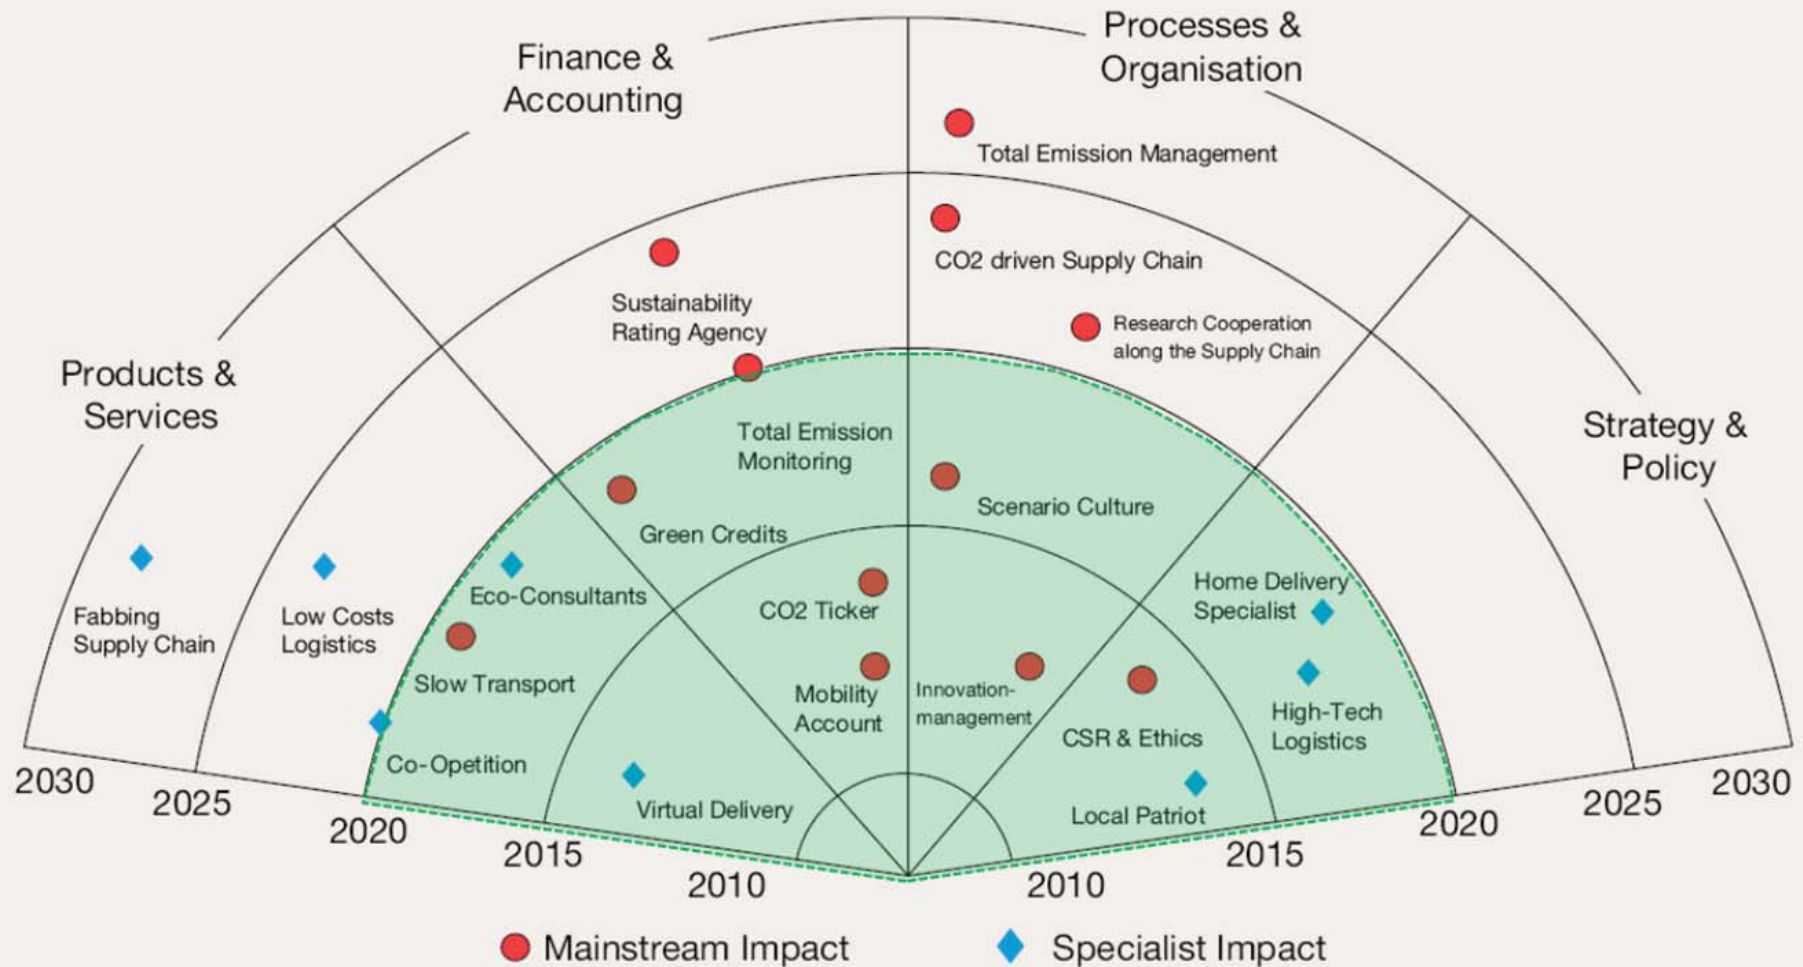 Processes &
Organisation
Finance &
Accounting
Total Emission Management
CO2 driven Supply Chain
Sustainability
Rating Agency
Research Cooperation
along the Supply Chain
Products &
Services
Strategy &
Policy
Total Emission
Monitoring
Scenario Culture
Green Credits
Eco-Consultants
CO2 Ticker
Home Delivery
Specialist
Fabbing
Supply Chain
Low Costs
Logistics
Slow Transport
Mobility
Account
Innovation-
management
CSR & Ethics
High-Tech
Logistics
Co-Opetition
Virtual Delivery
Local Patriot
2030
2025
2020
2015
2010
2010
2015
2020
2025
2030
Mainstream Impact
Specialist Impact